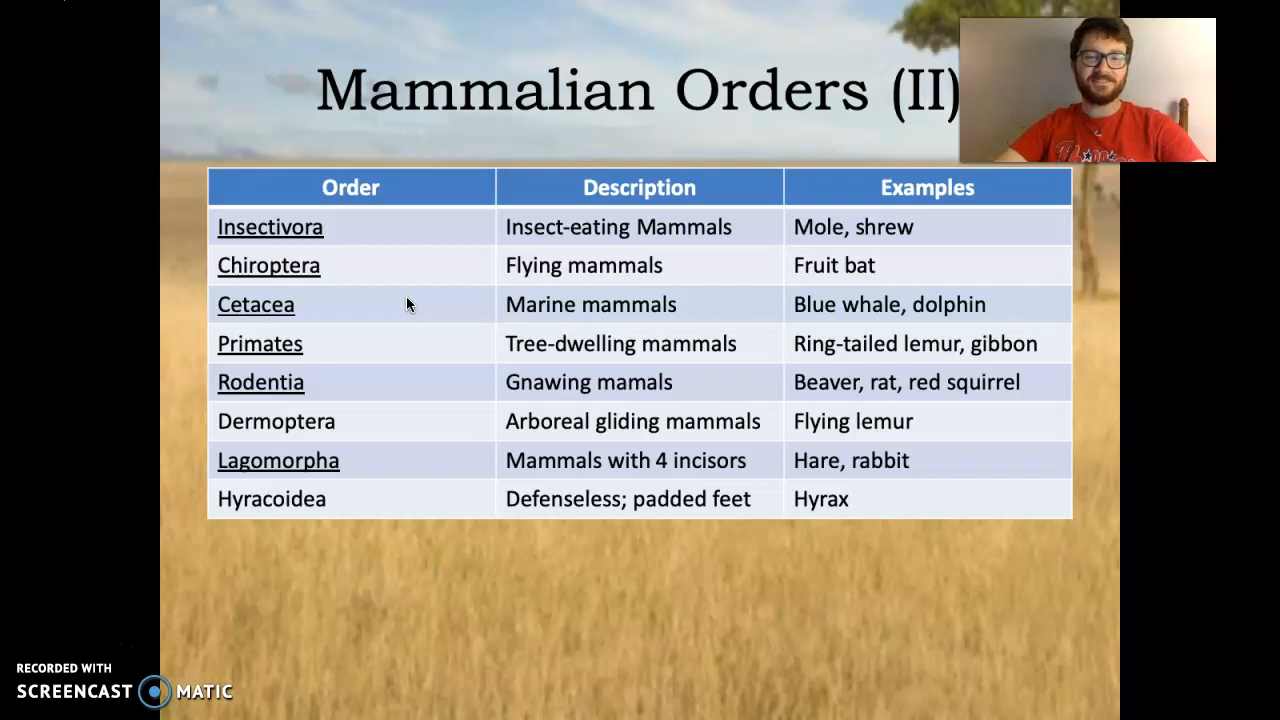 Mammalian Orders (II)
Order Description Examples
Insectivora Insect-eating Mammals Mole, shrew
Chiroptera Flying mammals Fruit bat
Cetacea Marine mammals Blue whale, dolphin
Primates Tree-dwelling mammals Ring-tailed lemur, gibbon
Rodentia Gnawing mamals Beaver, rat, red squirrel
Dermoptera Arboreal gliding mammals Flying lemur
Lagomorpha Mammals with 4 incisors Hare, rabbit
Hyracoidea Defenseless; padded feet Hyrax
RECORDED WITH
SCREENCAST MATIC